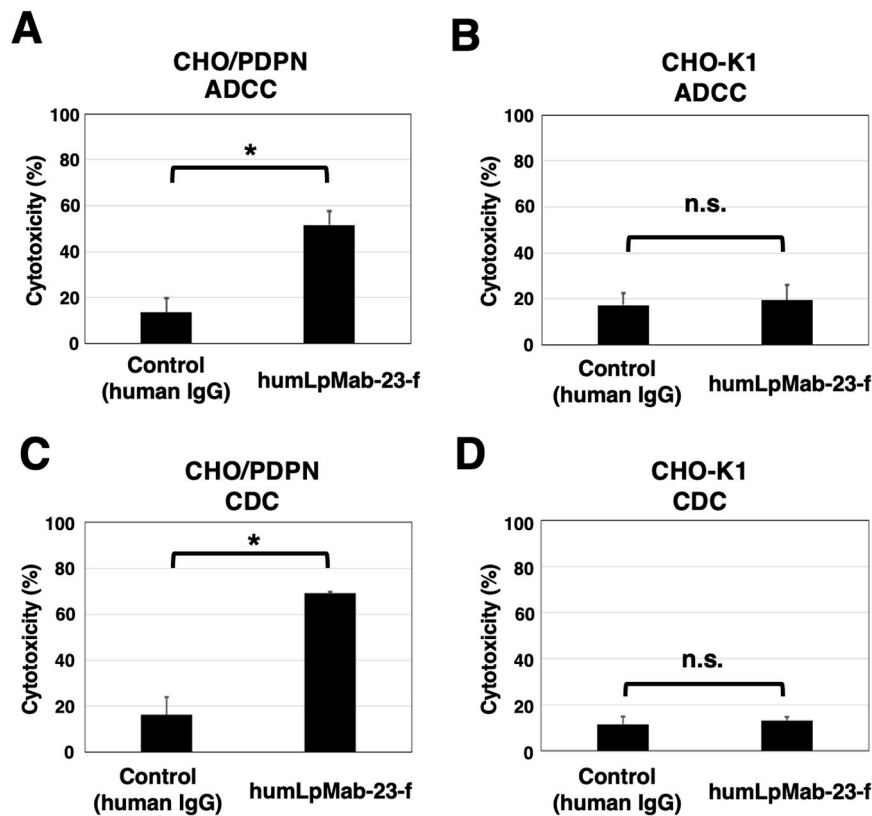 A
CHO/PDPN
ADCC
Cytotoxicity (%)
100
80
60
40
20
0
*
Control
(human IgG)
humLpMab-23-f
B
CHO-K1
ADCC
Cytotoxicity (%)
100
80
60
40
20
0
n.s.
Control
(human IgG)
humLpMab-23-f
C
CHO/PDPN
CDC
Cytotoxicity (%)
100
80
60
40
20
0
*
Control
(human IgG)
humLpMab-23-f
D
CHO-K1
CDC
Cytotoxicity (%)
100
80
60
40
20
0
n.s.
Control
(human IgG)
humLpMab-23-f